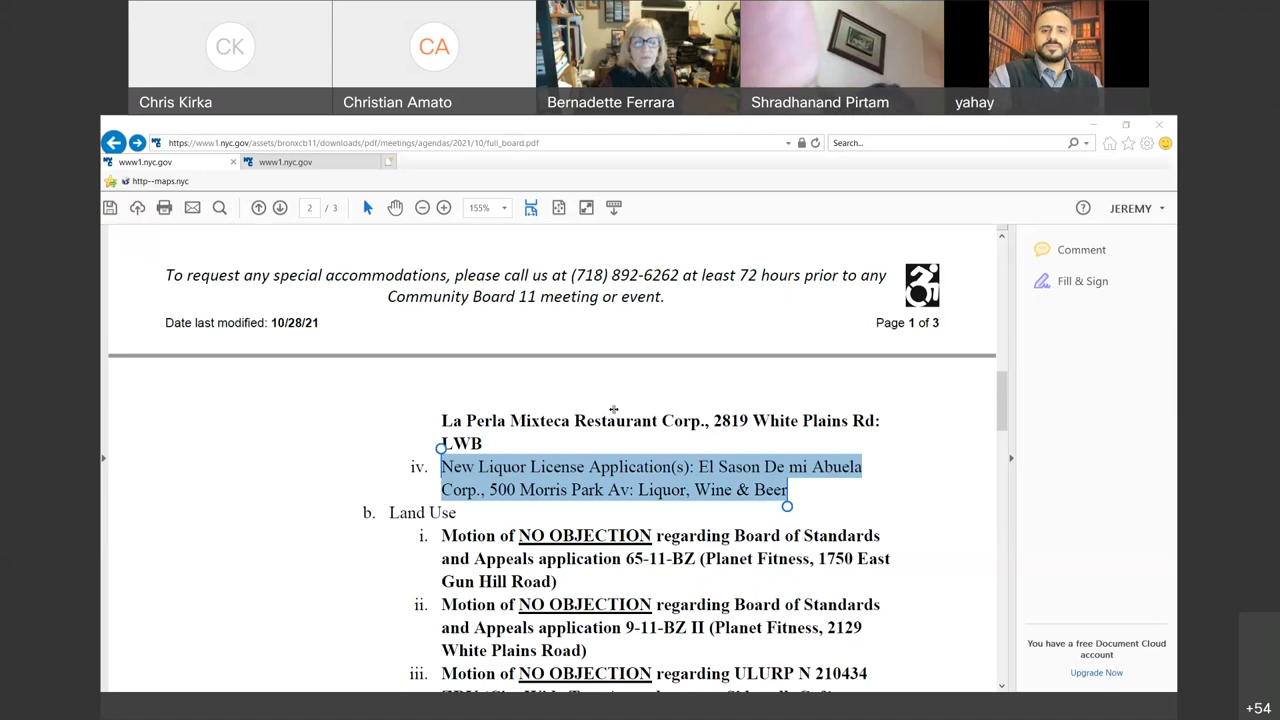 CK
CA
Chris Kirka
Christian Amato
Bernadette Ferrara
Shradhanand Pirtam
yahay
https://www1.nyc.gov/assets/bronxcb11/downloads/pdf/meetings/agendas/2021/10/full_board.pdf
Search...
www1.nyc.gov
www1.nyc.gov
http--maps.nyc
2 / 3
155%
JEREMY
To request any special accommodations, please call us at (718) 892-6262 at least 72 hours prior to any
Community Board 11 meeting or event.
Date last modified: 10/28/21
Page 1 of 3
La Perla Mixteca Restaurant Corp., 2819 White Plains Rd:
LWB
iv. New Liquor License Application(s): El Sason De mi Abuela
Corp., 500 Morris Park Av: Liquor, Wine & Beer
b. Land Use
i. Motion of NO OBJECTION regarding Board of Standards
and Appeals application 65-11-BZ (Planet Fitness, 1750 East
Gun Hill Road)
ii. Motion of NO OBJECTION regarding Board of Standards
and Appeals application 9-11-BZ II (Planet Fitness, 2129
White Plains Road)
iii. Motion of NO OBJECTION regarding ULURP N 210434
Comment
Fill & Sign
You have a free Document Cloud
account
Upgrade Now
+54